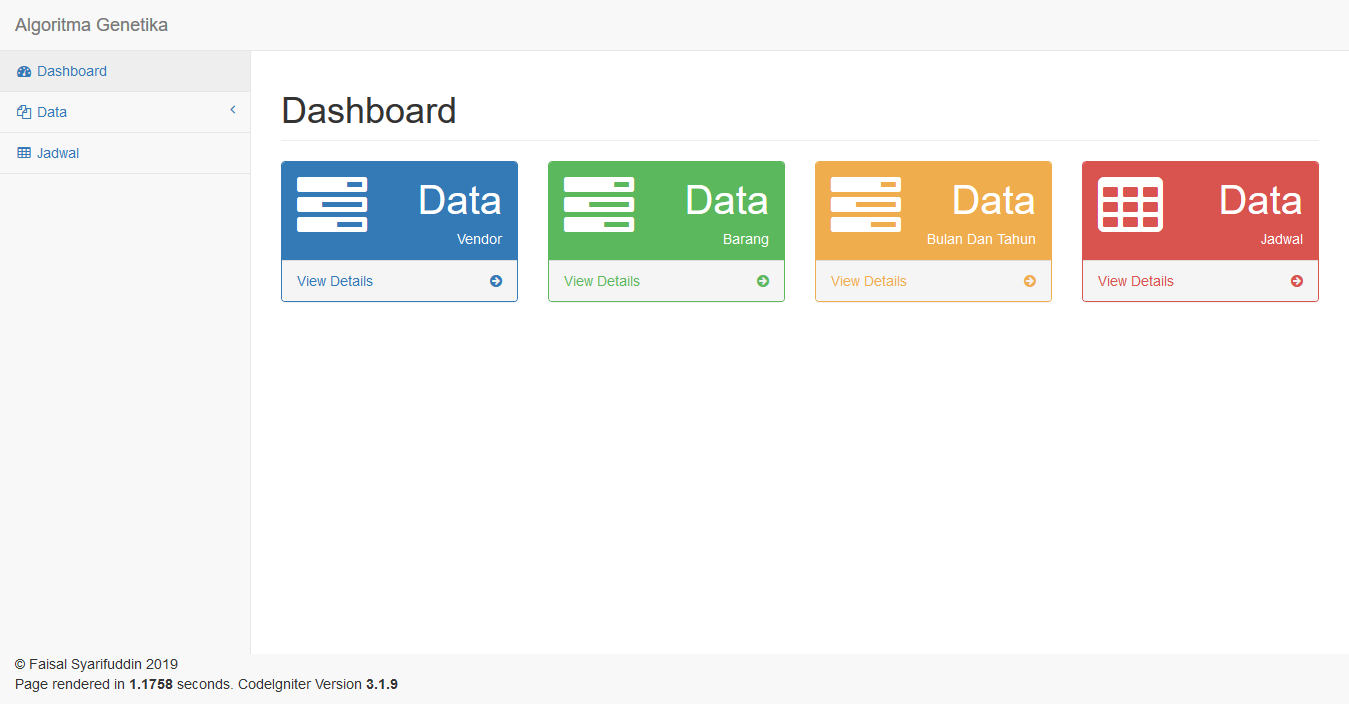 Algoritma Genetika
Dashboard
Data
Jadwal
Dashboard
Data
Vendor
View Details
Data
Barang
View Details
Data
Bulan Dan Tahun
View Details
Data
Jadwal
View Details
© Faisal Syarifuddin 2019
Page rendered in 1.1758 seconds. CodeIgniter Version 3.1.9